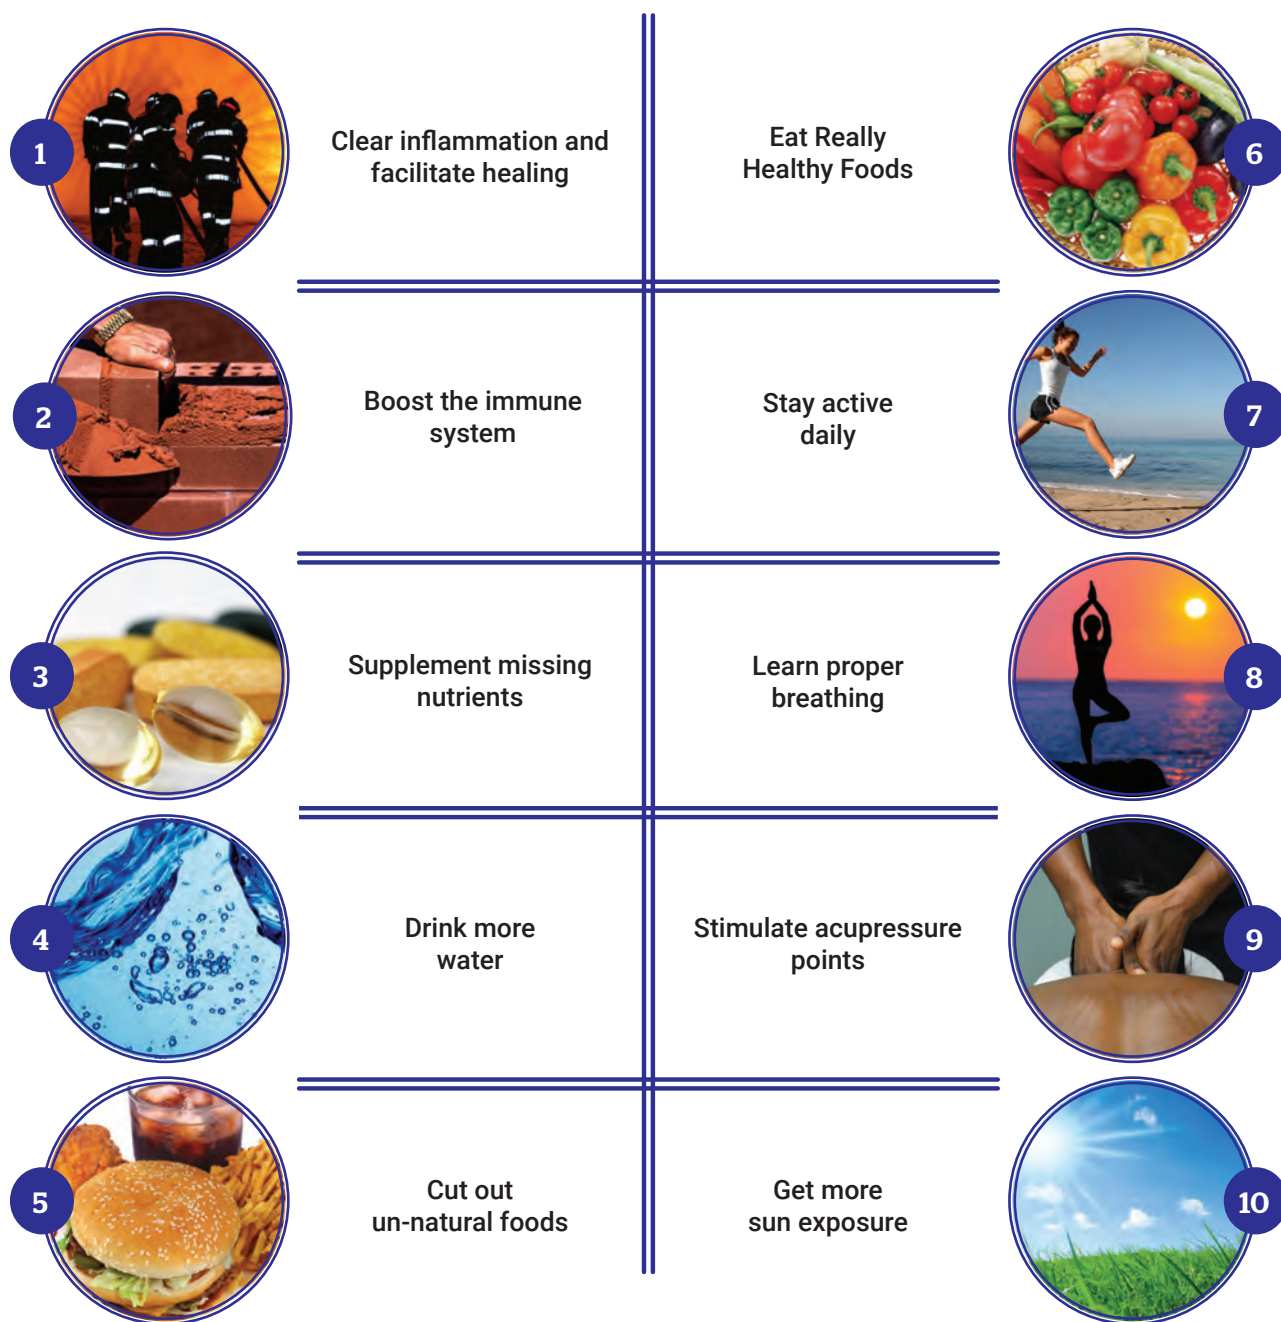 1
Clear inflammation and
facilitate healing
2
Boost the immune
system
3
Supplement missing
nutrients
4
Drink more
water
5
Cut out
un-natural foods
Eat Really
Healthy Foods
6
Stay active
daily
7
Learn proper
breathing
8
Stimulate acupressure
points
9
Get more
sun exposure
10